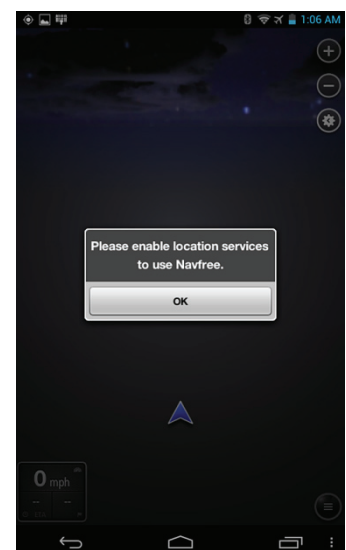 1:06 AM
Please enable location services
to use Navfree.
OK
0 mph